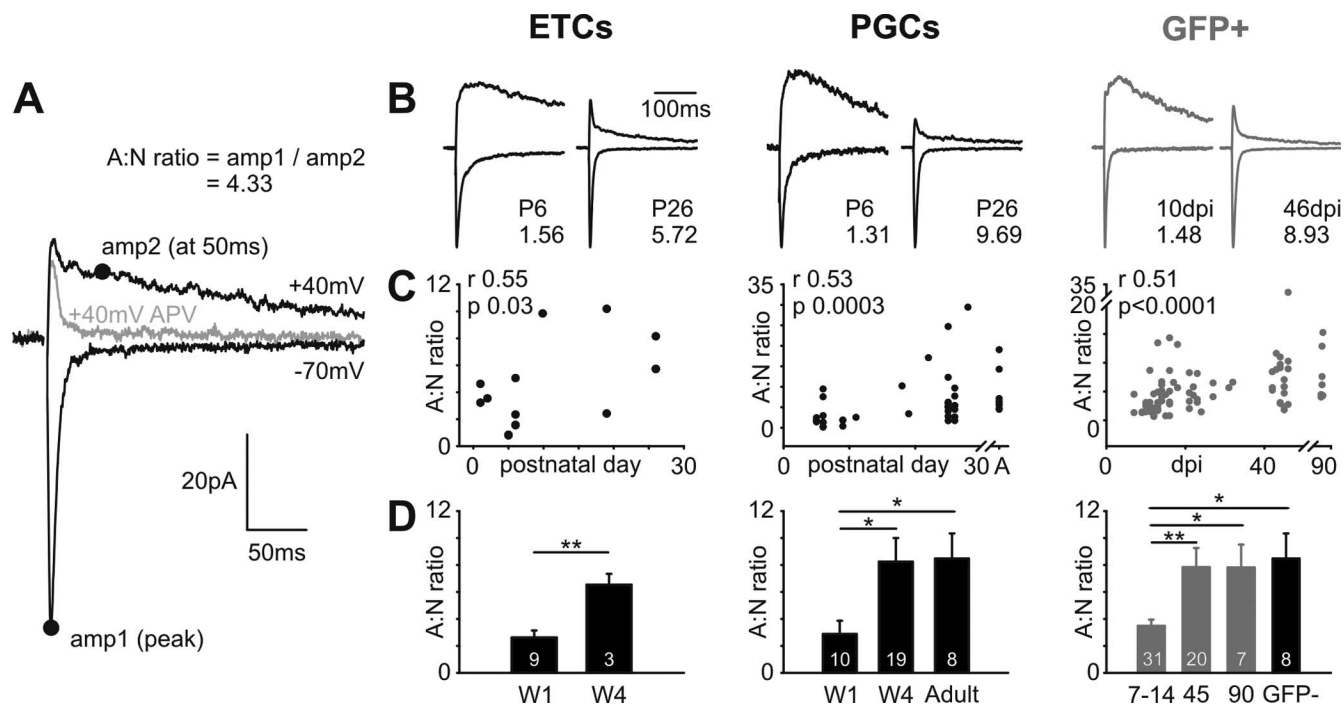 ETCs PGCs GFP+
A
A:N ratio = amp1 / amp2
= 4.33
amp2 (at 50ms)
+40mV
+40mV APV
-70mV
20pA
50ms
amp1 (peak)
B
100ms
P6 P26 P6 P26 10dpi 46dpi
1.56 5.72 1.31 9.69 1.48 8.93
C
12 r 0.55 35 r 0.53 35 r 0.51
p 0.03 p 0.0003 20 p<0.0001
A:N ratio A:N ratio A:N ratio
0 0 0
0 postnatal day 30 0 postnatal day 30 A 0 dpi 40 90
D
12 12 12
** * * ** * *
A:N ratio A:N ratio A:N ratio
9 3 10 19 8 31 20 7 8
0 0 0
W1 W4 W1 W4 Adult 7-14 45 90 GFP-